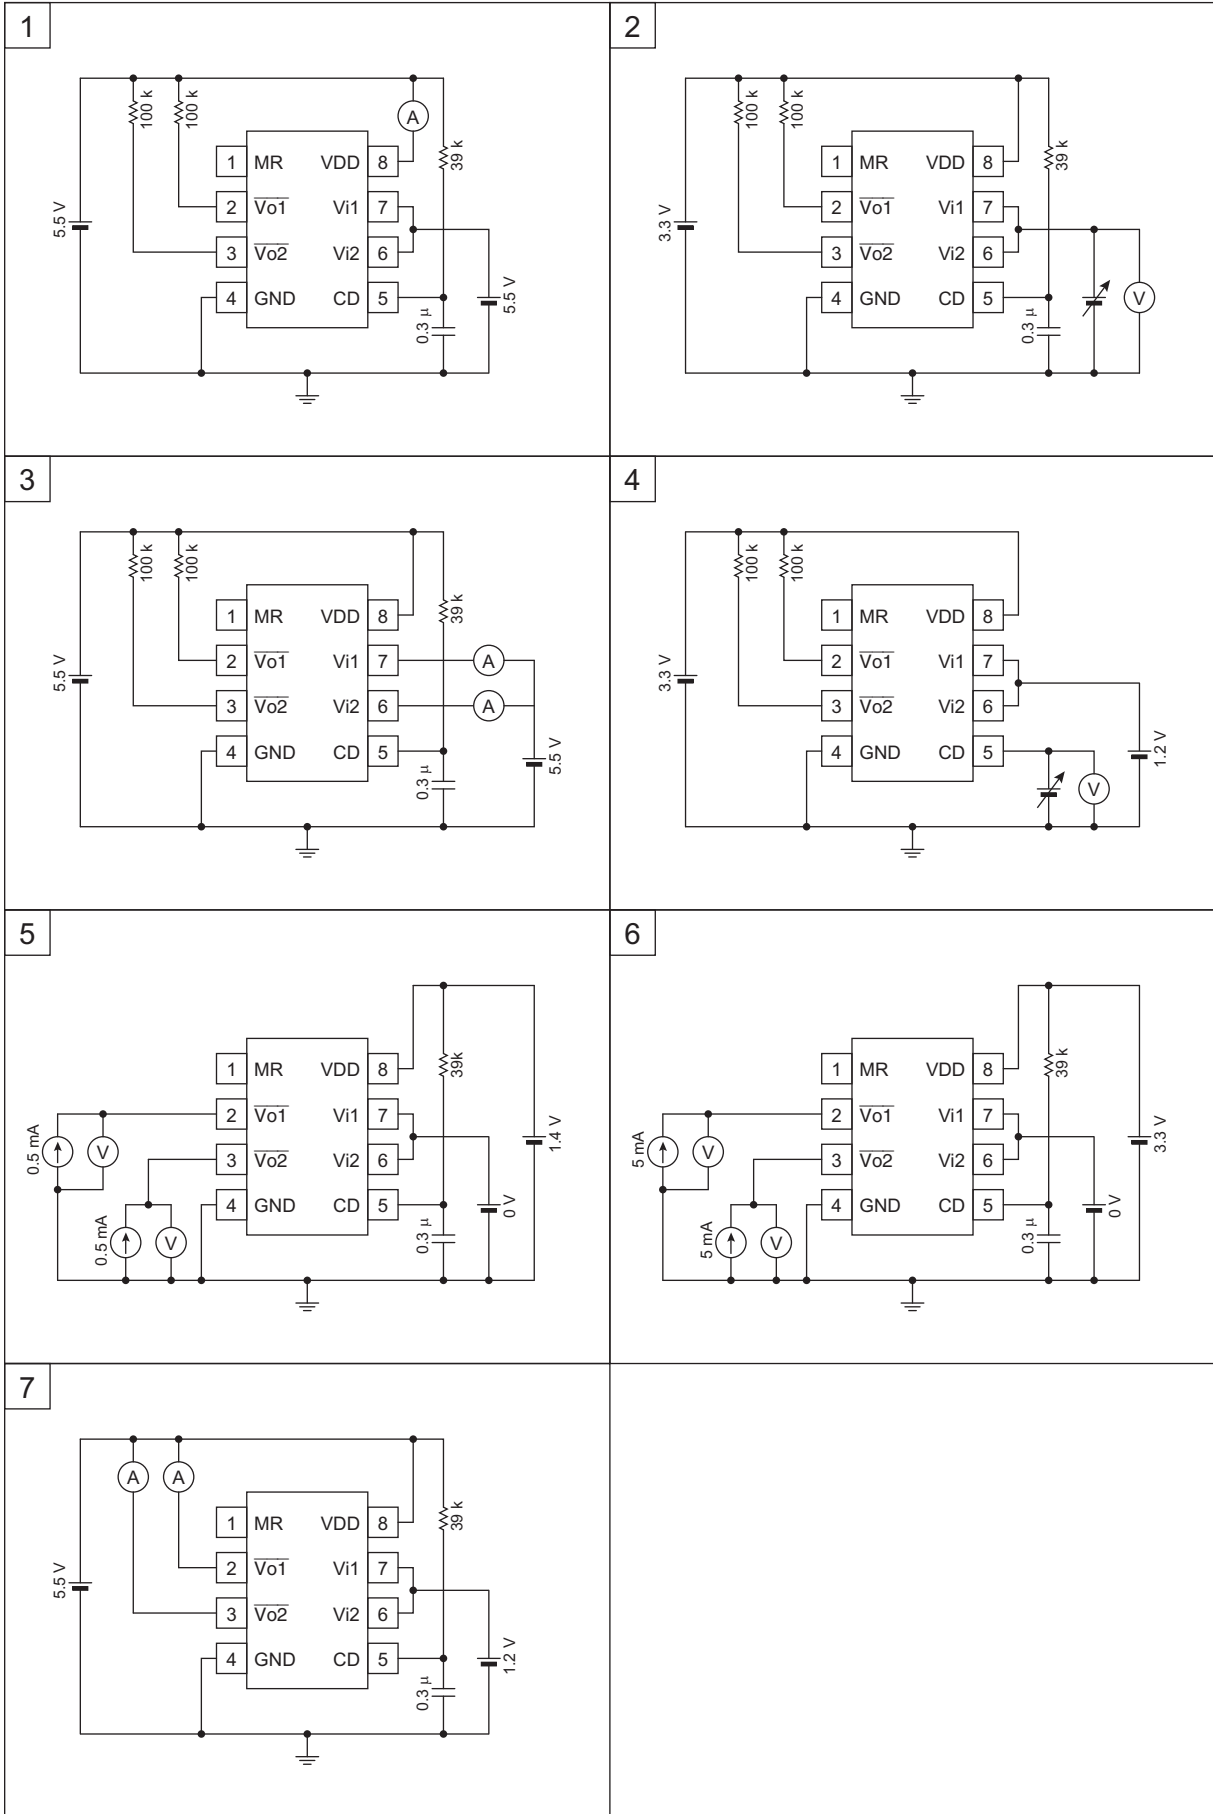 1
100 k
100 k
A
1 MR VDD 8
39 k
2 Vo1 Vi1 7
5.5 V
3 Vo2 Vi2 6
4 GND CD 5
5.5 V
0.3 µ
2
100 k
100 k
1 MR VDD 8
39 k
2 Vo1 Vi1 7
3.3 V
3 Vo2 Vi2 6
4 GND CD 5
V
0.3 µ
3
100 k
100 k
1 MR VDD 8
39 k
2 Vo1 Vi1 7
A
5.5 V
3 Vo2 Vi2 6
A
4 GND CD 5
5.5 V
0.3 µ
4
100 k
100 k
1 MR VDD 8
2 Vo1 Vi1 7
3.3 V
3 Vo2 Vi2 6
4 GND CD 5
1.2 V
V
5
1 MR VDD 8
39k
2 Vo1 Vi1 7
1.4 V
0.5 mA
V
3 Vo2 Vi2 6
4 GND CD 5
0 V
0.5 mA
V
0.3 µ
6
1 MR VDD 8
39 k
2 Vo1 Vi1 7
3.3 V
5 mA
V
3 Vo2 Vi2 6
4 GND CD 5
0 V
5 mA
V
0.3 µ
7
A
A
1 MR VDD 8
39 k
2 Vo1 Vi1 7
5.5 V
3 Vo2 Vi2 6
4 GND CD 5
1.2 V
0.3 µ